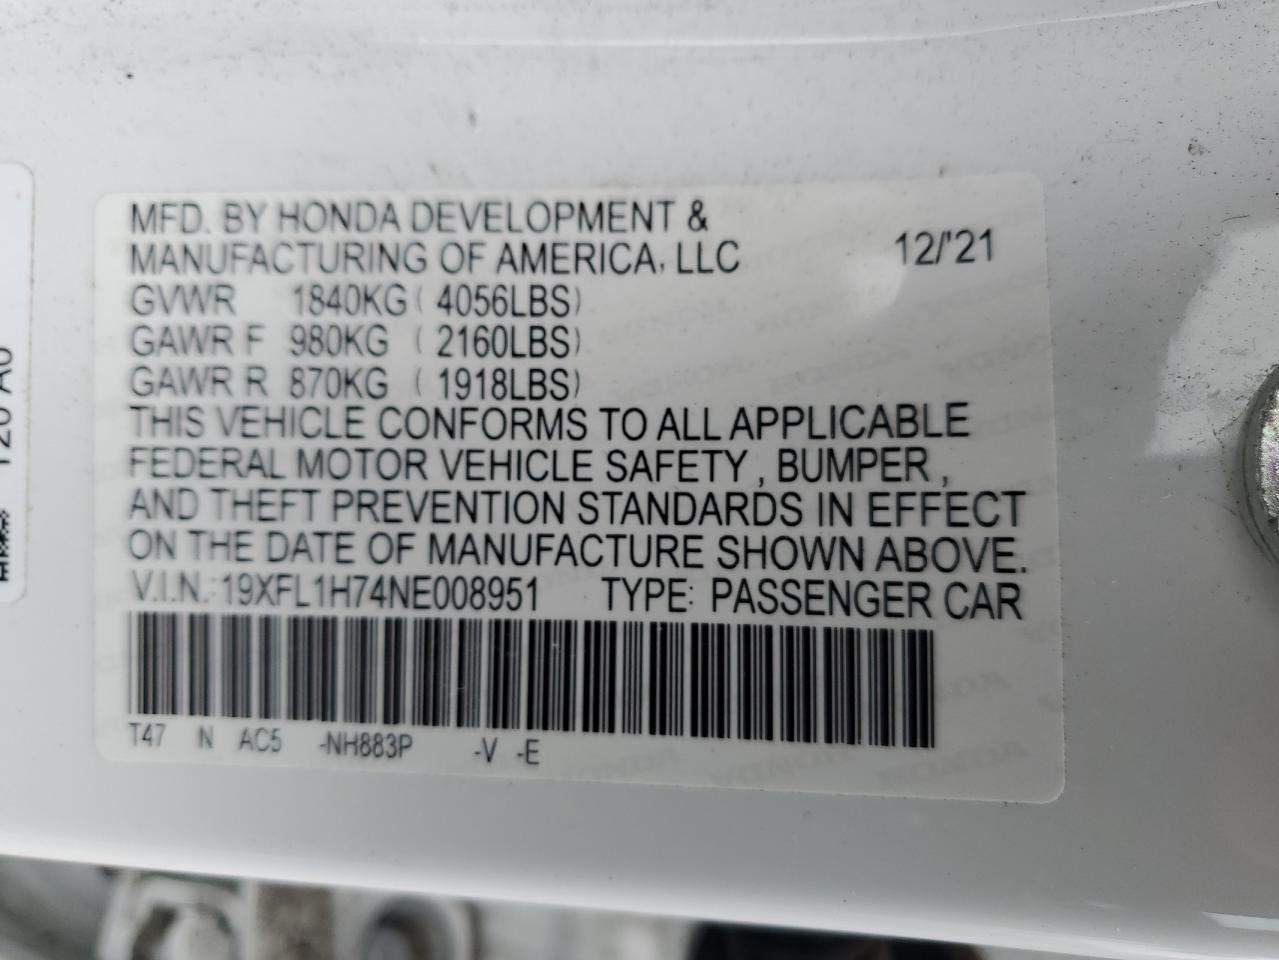 MFD. BY HONDA DEVELOPMENT &
MANUFACTURING OF AMERICA, LLC 12/'21
GVWR 1840KG ( 4056LBS)
GAWR F 980KG ( 2160LBS)
GAWR R 870KG ( 1918LBS)
THIS VEHICLE CONFORMS TO ALL APPLICABLE
FEDERAL MOTOR VEHICLE SAFETY , BUMPER ,
AND THEFT PREVENTION STANDARDS IN EFFECT
ON THE DATE OF MANUFACTURE SHOWN ABOVE.
V.I.N.: 19XFL1H74NE008951 TYPE: PASSENGER CAR
T47 N AC5 -NH883P -V -E